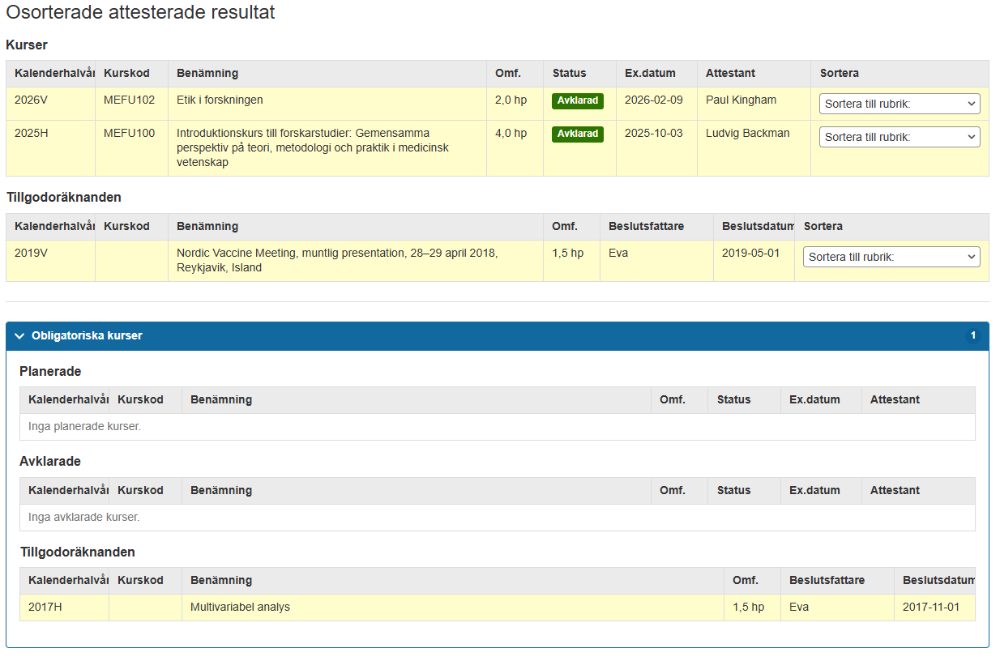 Osorterade attesterade resultat
Kurser
Kalenderhalvår Kurskod Benämning Omf. Status Ex.datum Attestant Sortera
2026V MEFU102 Etik i forskningen 2,0 hp Avklarad 2026-02-09 Paul Kingham Sortera till rubrik:
2025H MEFU100 Introduktionskurs till forskarstudier: Gemensamma 4,0 hp Avklarad 2025-10-03 Ludvig Backman Sortera till rubrik:
perspektiv på teori, metodologi och praktik i medicinsk
vetenskap
Tillgodoräknanden
Kalenderhalvår Kurskod Benämning Omf. Beslutsfattare Beslutsdatum Sortera
2019V Nordic Vaccine Meeting, muntlig presentation, 28–29 april 2018, 1,5 hp Eva 2019-05-01 Sortera till rubrik:
Reykjavik, Island
Obligatoriska kurser 1
Planerade
Kalenderhalvår Kurskod Benämning Omf. Status Ex.datum Attestant
Inga planerade kurser.
Avklarade
Kalenderhalvår Kurskod Benämning Omf. Status Ex.datum Attestant
Inga avklarade kurser.
Tillgodoräknanden
Kalenderhalvår Kurskod Benämning Omf. Beslutsfattare Beslutsdatum
2017H Multivariabel analys 1,5 hp Eva 2017-11-01